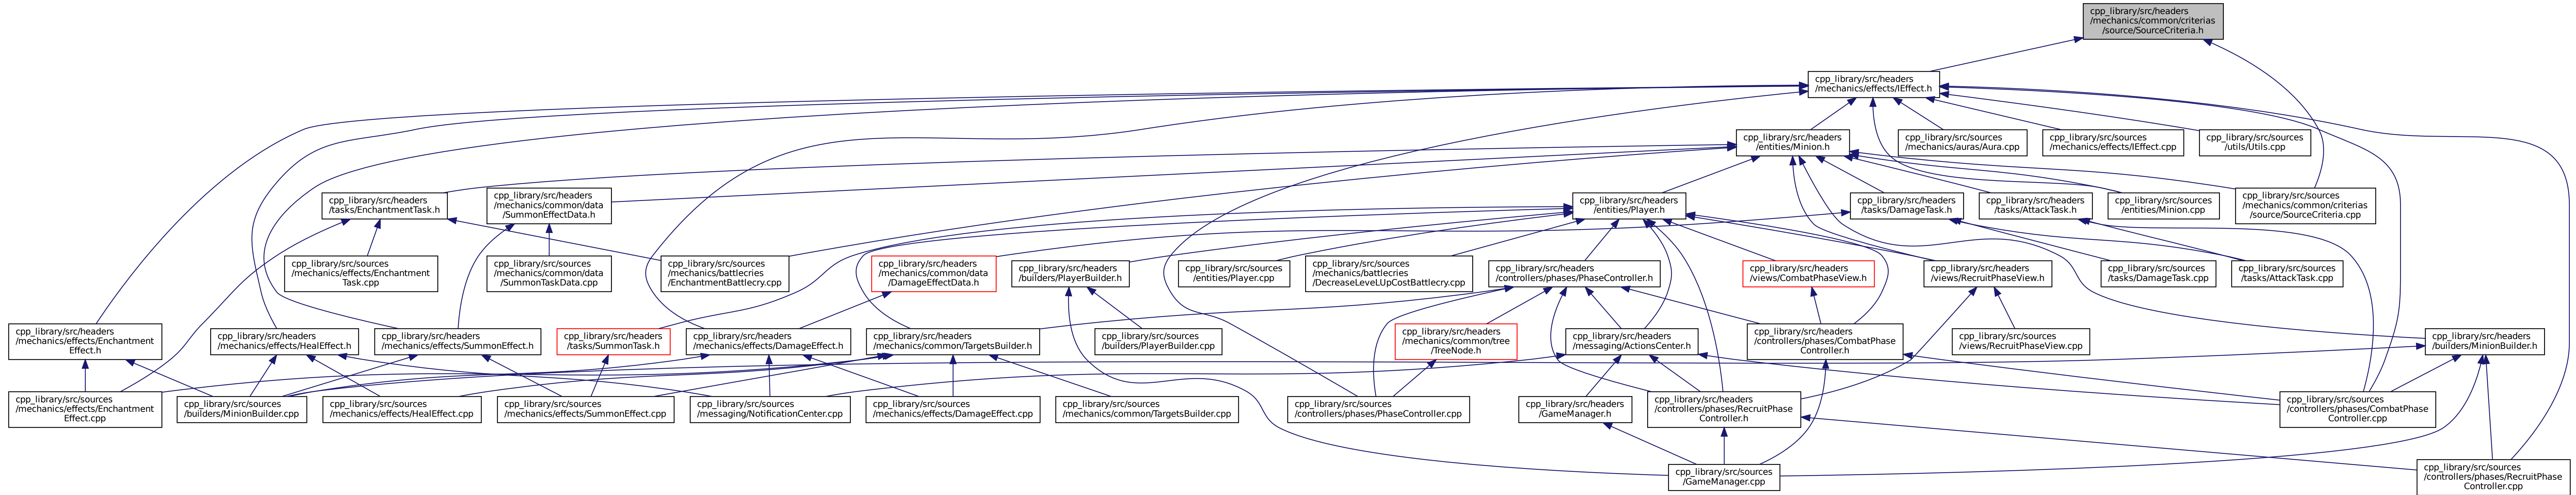 cpp_library/src/headers
/mechanics/common/criterias
/source/SourceCriteria.h
cpp_library/src/headers
/mechanics/effects/IEffect.h
cpp_library/src/headers
/entities/Minion.h
cpp_library/src/sources
/mechanics/auras/Aura.cpp
cpp_library/src/sources
/mechanics/effects/IEffect.cpp
cpp_library/src/sources
/utils/Utils.cpp
cpp_library/src/headers
/tasks/EnchantmentTask.h
cpp_library/src/headers
/mechanics/common/data
/SummonEffectData.h
cpp_library/src/headers
/entities/Player.h
cpp_library/src/headers
/tasks/DamageTask.h
cpp_library/src/headers
/tasks/AttackTask.h
cpp_library/src/sources
/entities/Minion.cpp
cpp_library/src/sources
/mechanics/common/criterias
/source/SourceCriteria.cpp
cpp_library/src/sources
/mechanics/effects/Enchantment
Task.cpp
cpp_library/src/sources
/mechanics/common/data
/SummonTaskData.cpp
cpp_library/src/sources
/mechanics/battlecries
/EnchantmentBattlecry.cpp
cpp_library/src/headers
/mechanics/common/data
/DamageEffectData.h
cpp_library/src/headers
/builders/PlayerBuilder.h
cpp_library/src/sources
/entities/Player.cpp
cpp_library/src/sources
/mechanics/battlecries
/DecreaseLeveLUpCostBattlecry.cpp
cpp_library/src/headers
/controllers/phases/PhaseController.h
cpp_library/src/headers
/views/CombatPhaseView.h
cpp_library/src/headers
/views/RecruitPhaseView.h
cpp_library/src/sources
/tasks/DamageTask.cpp
cpp_library/src/sources
/tasks/AttackTask.cpp
cpp_library/src/headers
/mechanics/effects/Enchantment
Effect.h
cpp_library/src/headers
/mechanics/effects/HealEffect.h
cpp_library/src/headers
/mechanics/effects/SummonEffect.h
cpp_library/src/headers
/tasks/SummonTask.h
cpp_library/src/headers
/mechanics/effects/DamageEffect.h
cpp_library/src/headers
/mechanics/common/TargetsBuilder.h
cpp_library/src/sources
/builders/PlayerBuilder.cpp
cpp_library/src/headers
/mechanics/common/tree
/TreeNode.h
cpp_library/src/headers
/messaging/ActionsCenter.h
cpp_library/src/headers
/controllers/phases/CombatPhase
Controller.h
cpp_library/src/sources
/views/RecruitPhaseView.cpp
cpp_library/src/headers
/builders/MinionBuilder.h
cpp_library/src/sources
/mechanics/effects/Enchantment
Effect.cpp
cpp_library/src/sources
/builders/MinionBuilder.cpp
cpp_library/src/sources
/mechanics/effects/HealEffect.cpp
cpp_library/src/sources
/mechanics/effects/SummonEffect.cpp
cpp_library/src/sources
/messaging/NotificationCenter.cpp
cpp_library/src/sources
/mechanics/effects/DamageEffect.cpp
cpp_library/src/sources
/mechanics/common/TargetsBuilder.cpp
cpp_library/src/sources
/controllers/phases/PhaseController.cpp
cpp_library/src/headers
/GameManager.h
cpp_library/src/headers
/controllers/phases/RecruitPhase
Controller.h
cpp_library/src/sources
/controllers/phases/CombatPhase
Controller.cpp
cpp_library/src/sources
/GameManager.cpp
cpp_library/src/sources
/controllers/phases/RecruitPhase
Controller.cpp